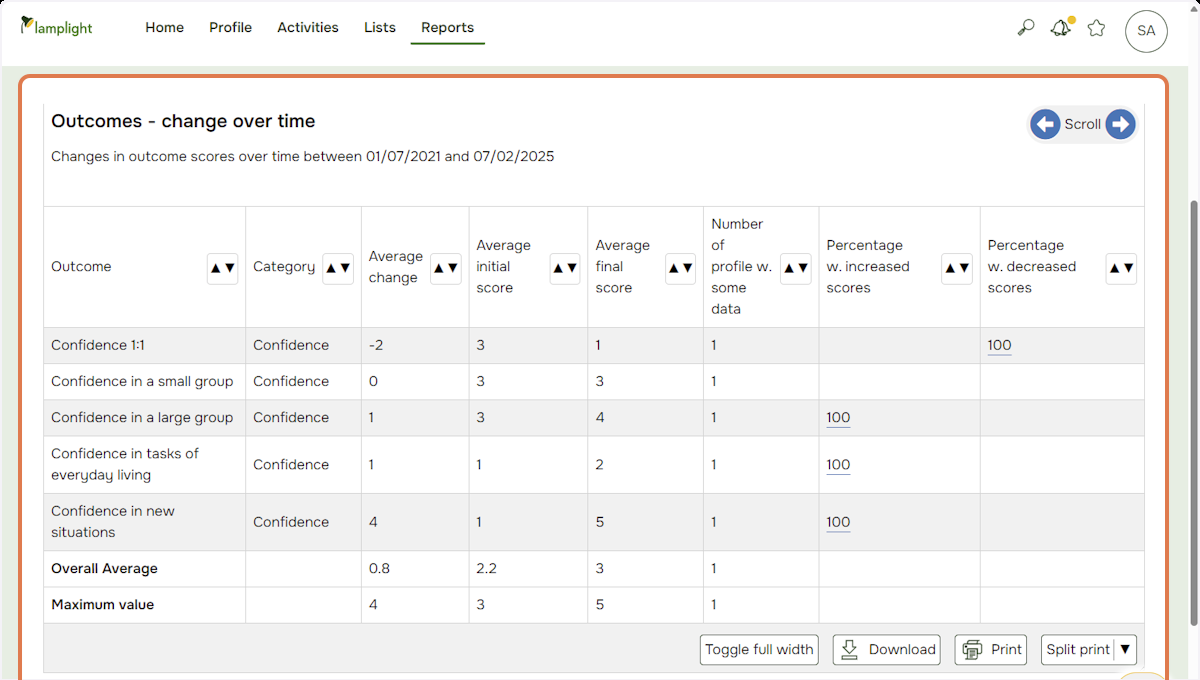 lamplight
Home Profile Activities Lists Reports
SA
Outcomes - change over time
Scroll
Changes in outcome scores over time between 01/07/2021 and 07/02/2025
Outcome ▲▼ Category ▲▼ Average change ▲▼ Average initial score ▲▼ Average final score ▲▼ Number of profile w. some data ▲▼ Percentage w. increased scores ▲▼ Percentage w. decreased scores ▲▼
Confidence 1:1 Confidence -2 3 1 1 100
Confidence in a small group Confidence 0 3 3 1
Confidence in a large group Confidence 1 3 4 1 100
Confidence in tasks of everyday living Confidence 1 1 2 1 100
Confidence in new situations Confidence 4 1 5 1 100
Overall Average 0.8 2.2 3 1
Maximum value 4 3 5 1
Toggle full width Download Print Split print ▼